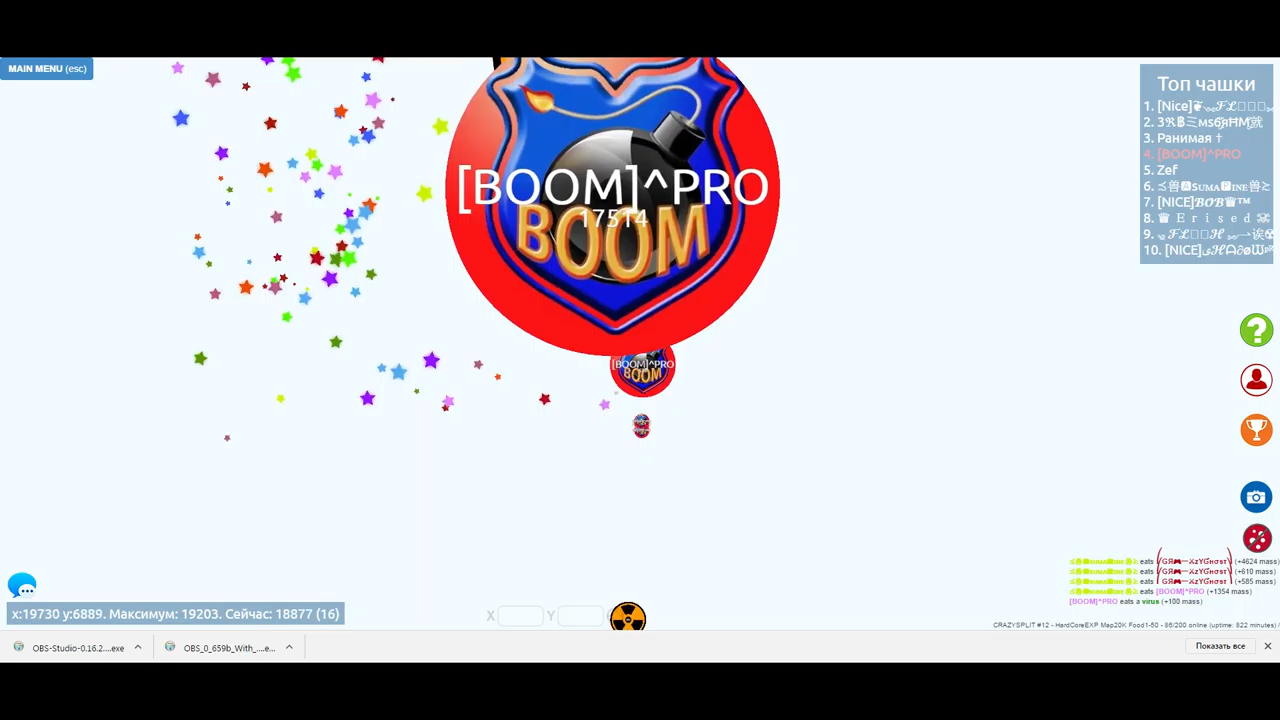 MAIN MENU (esc)
Топ чашки
1. [Nice]
2.
3. Ранимая †
4. [BOOM]^PRO
5. Zef
6.
7. [NICE]𝓑𝓞𝓑♛™
8. ♛ E r i s e d ☠
9.
10. [NICE]
[BOOM]^PRO
17514
BOOM
[BOOM]^PRO
BOOM
eats (+4624 mass)
eats (+610 mass)
eats (+585 mass)
eats [BOOM]^PRO (+1354 mass)
[BOOM]^PRO eats a virus (+100 mass)
x:19730 y:6889. Максимум: 19203. Сейчас: 18877 (16)
X Y
CRAZYSPLIT #12 - HardCoreEXP Map20K Food1-50 - 86/200 online (uptime: 822 minutes) /
OBS-Studio-0.16.2....exe
OBS_0_659b_With_....e...
Показать все